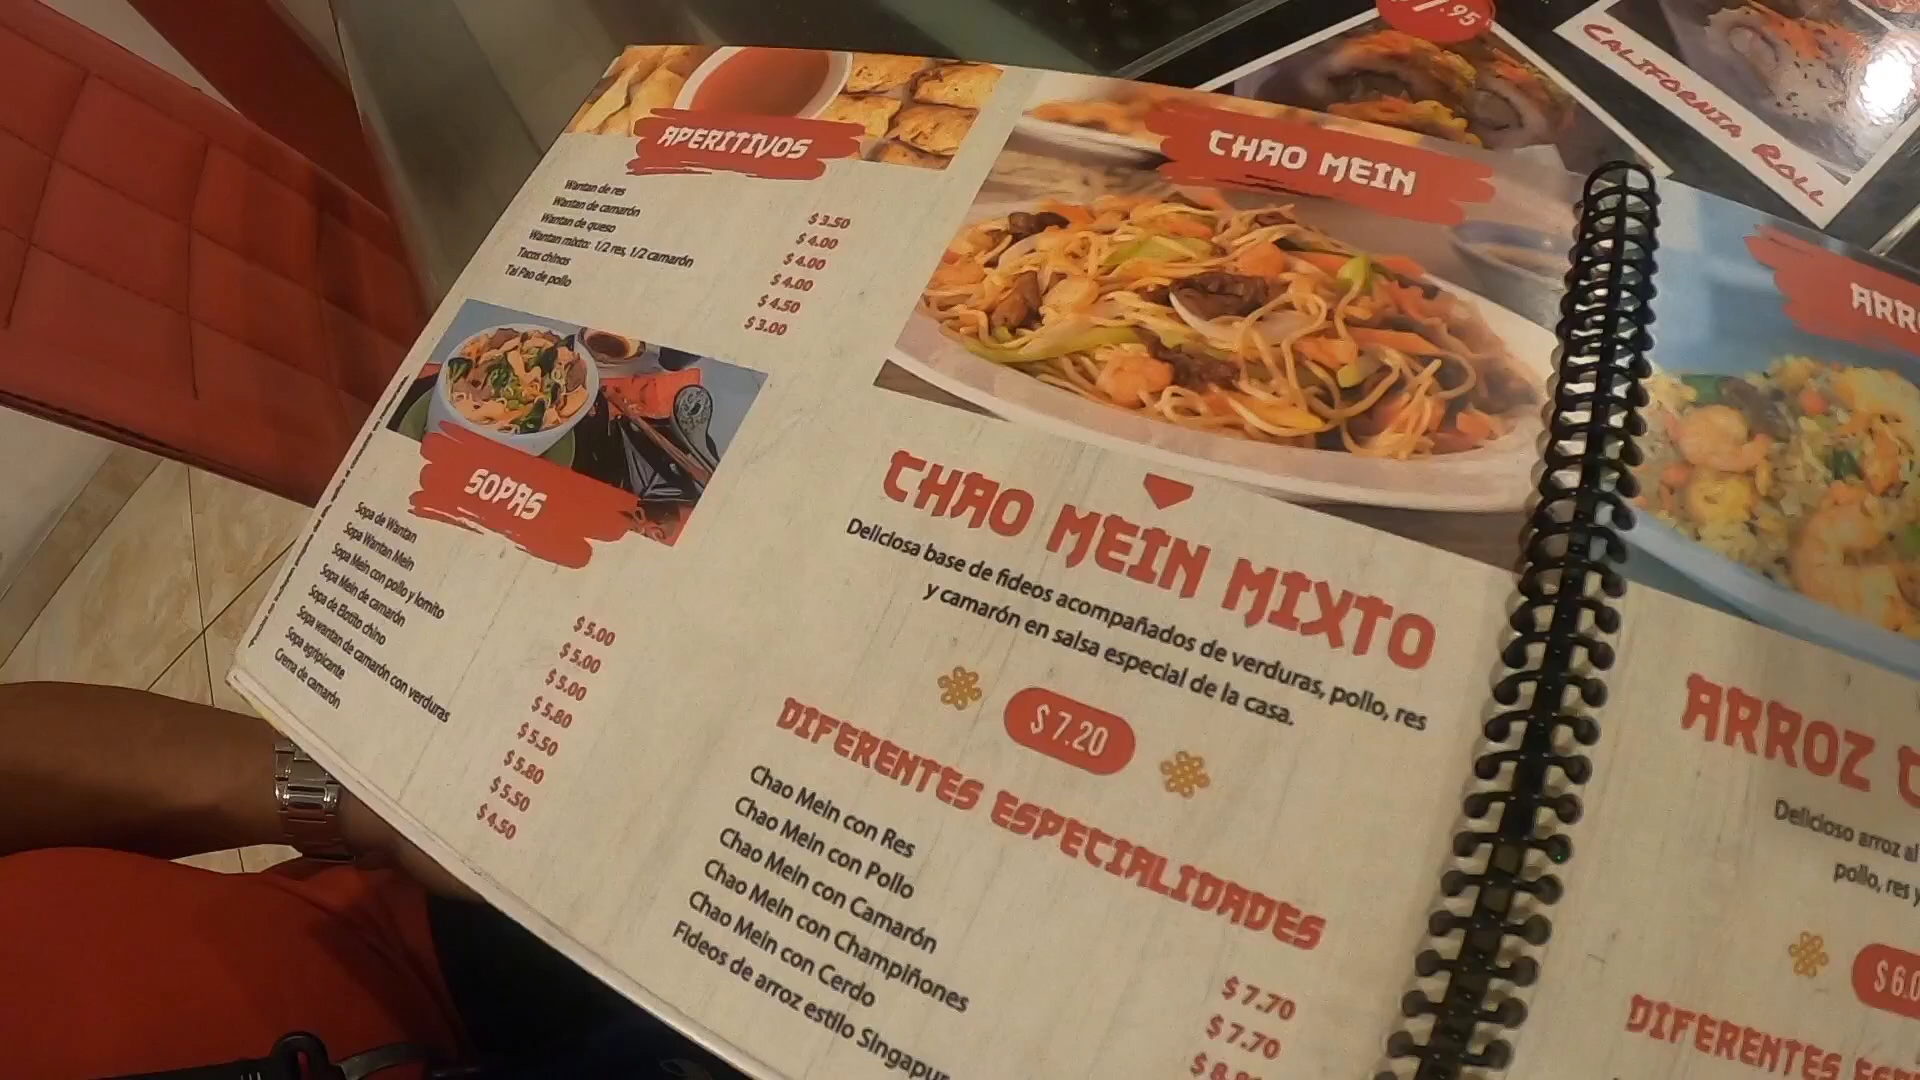 APERITIVOS
Wantan de res $ 3.50
Wantan de camarón $ 4.00
Wantan de queso $ 4.00
Wantan mixto: 1/2 res, 1/2 camarón $ 4.00
Tacos chinos $ 4.50
Tai Pao de pollo $ 3.00
SOPAS
Sopa de Wantan $ 5.00
Sopa Wantan Mein $ 5.00
Sopa Mein con pollo y lomito $ 5.00
Sopa Mein de camarón $ 5.80
Sopa de Elotito chino $ 5.50
Sopa wantan de camarón con verduras $ 5.80
Sopa agripicante $ 5.50
Crema de camarón $ 4.50
CHAO MEIN
CHAO MEIN MIXTO
Deliciosa base de fideos acompañados de verduras, pollo, res
y camarón en salsa especial de la casa.
$ 7.20
DIFERENTES ESPECIALIDADES
Chao Mein con Res $ 7.70
Chao Mein con Pollo $ 7.70
Chao Mein con Camarón
Chao Mein con Champiñones
Chao Mein con Cerdo
Fideos de arroz estilo Singapur
7.95
CALIFORNIA ROLL
ARROZ
Delicioso arroz al
pollo, res y
DIFERENTES